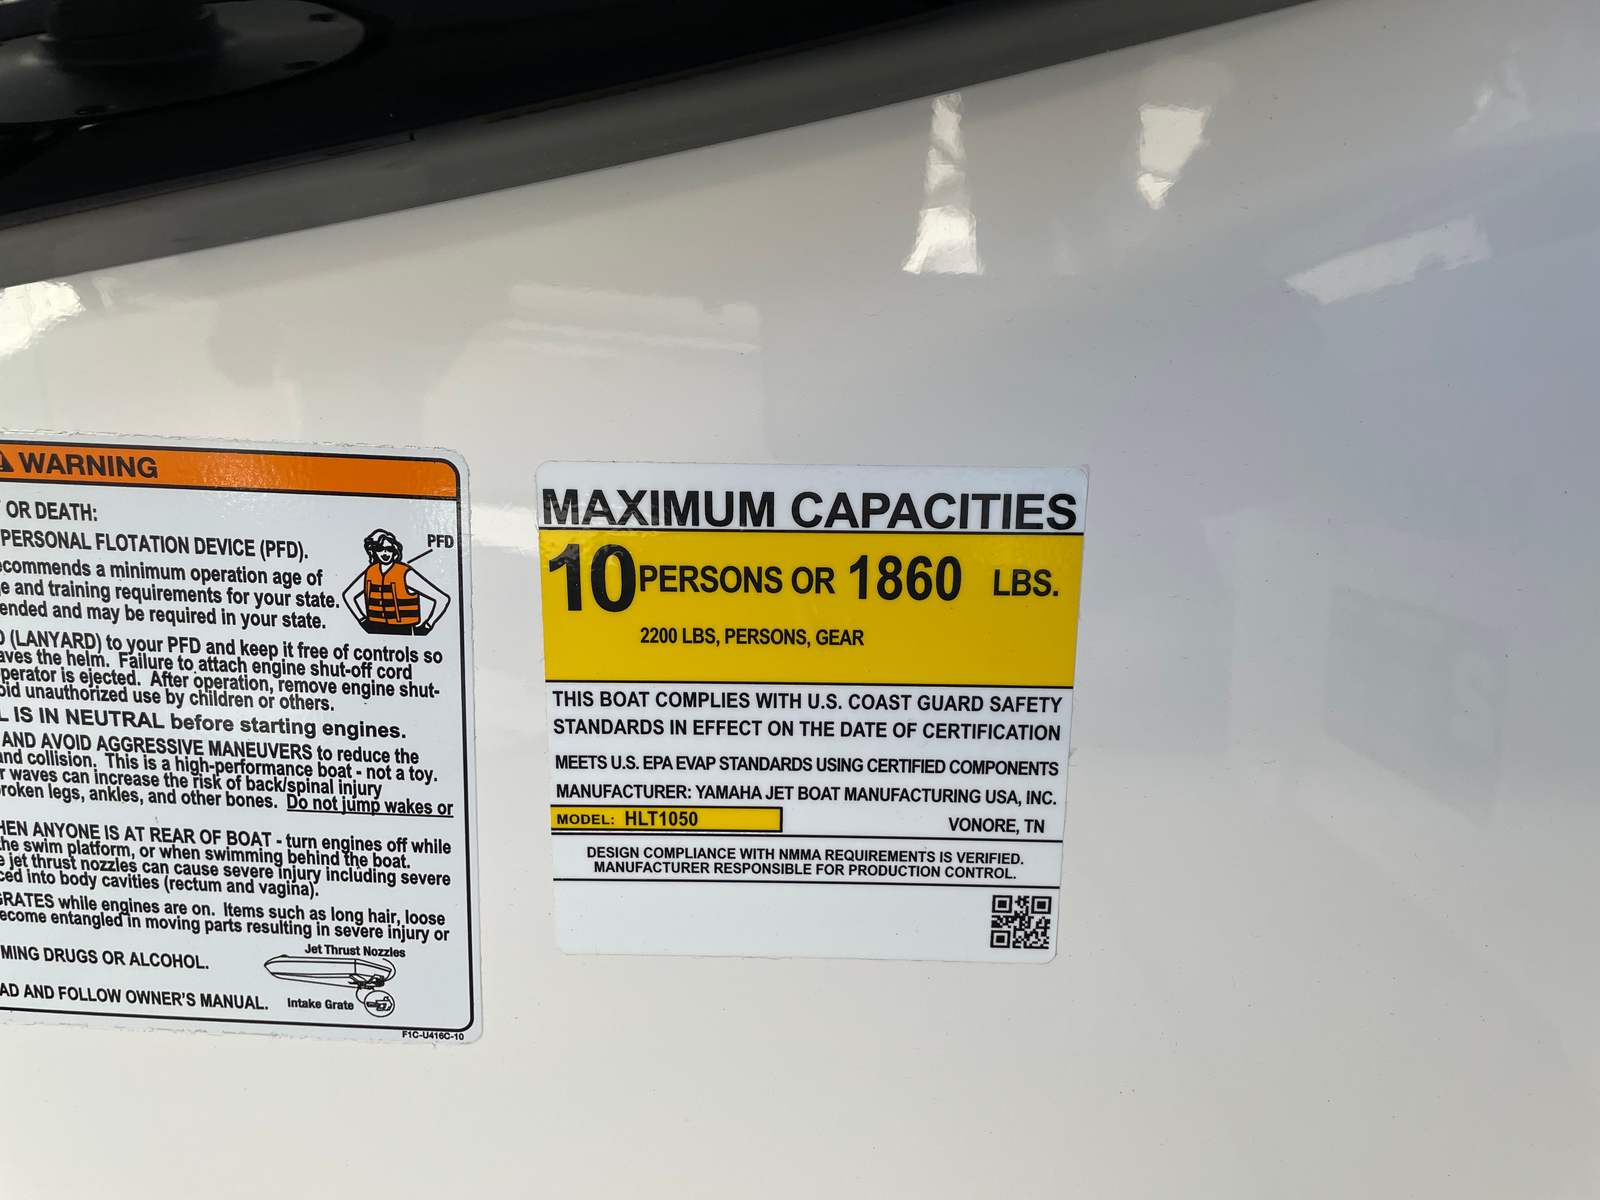 WARNING
OR DEATH:
PERSONAL FLOTATION DEVICE (PFD).
PFD
commends a minimum operation age of
e and training requirements for your state.
ended and may be required in your state.
(LANYARD) to your PFD and keep it free of controls so
aves the helm. Failure to attach engine shut-off cord
perator is ejected. After operation, remove engine shut-
oid unauthorized use by children or others.
L IS IN NEUTRAL before starting engines.
AND AVOID AGGRESSIVE MANEUVERS to reduce the
and collision. This is a high-performance boat - not a toy.
r waves can increase the risk of back/spinal injury
roken legs, ankles, and other bones. Do not jump wakes or
HEN ANYONE IS AT REAR OF BOAT - turn engines off while
he swim platform, or when swimming behind the boat.
e jet thrust nozzles can cause severe injury including severe
ced into body cavities (rectum and vagina).
GRATES while engines are on. Items such as long hair, loose
ecome entangled in moving parts resulting in severe injury or
MING DRUGS OR ALCOHOL.
Jet Thrust Nozzles
AD AND FOLLOW OWNER'S MANUAL.
Intake Grate
F1C-U416C-10
MAXIMUM CAPACITIES
10 PERSONS OR 1860 LBS.
2200 LBS, PERSONS, GEAR
THIS BOAT COMPLIES WITH U.S. COAST GUARD SAFETY
STANDARDS IN EFFECT ON THE DATE OF CERTIFICATION
MEETS U.S. EPA EVAP STANDARDS USING CERTIFIED COMPONENTS
MANUFACTURER: YAMAHA JET BOAT MANUFACTURING USA, INC.
MODEL: HLT1050
VONORE, TN
DESIGN COMPLIANCE WITH NMMA REQUIREMENTS IS VERIFIED.
MANUFACTURER RESPONSIBLE FOR PRODUCTION CONTROL.